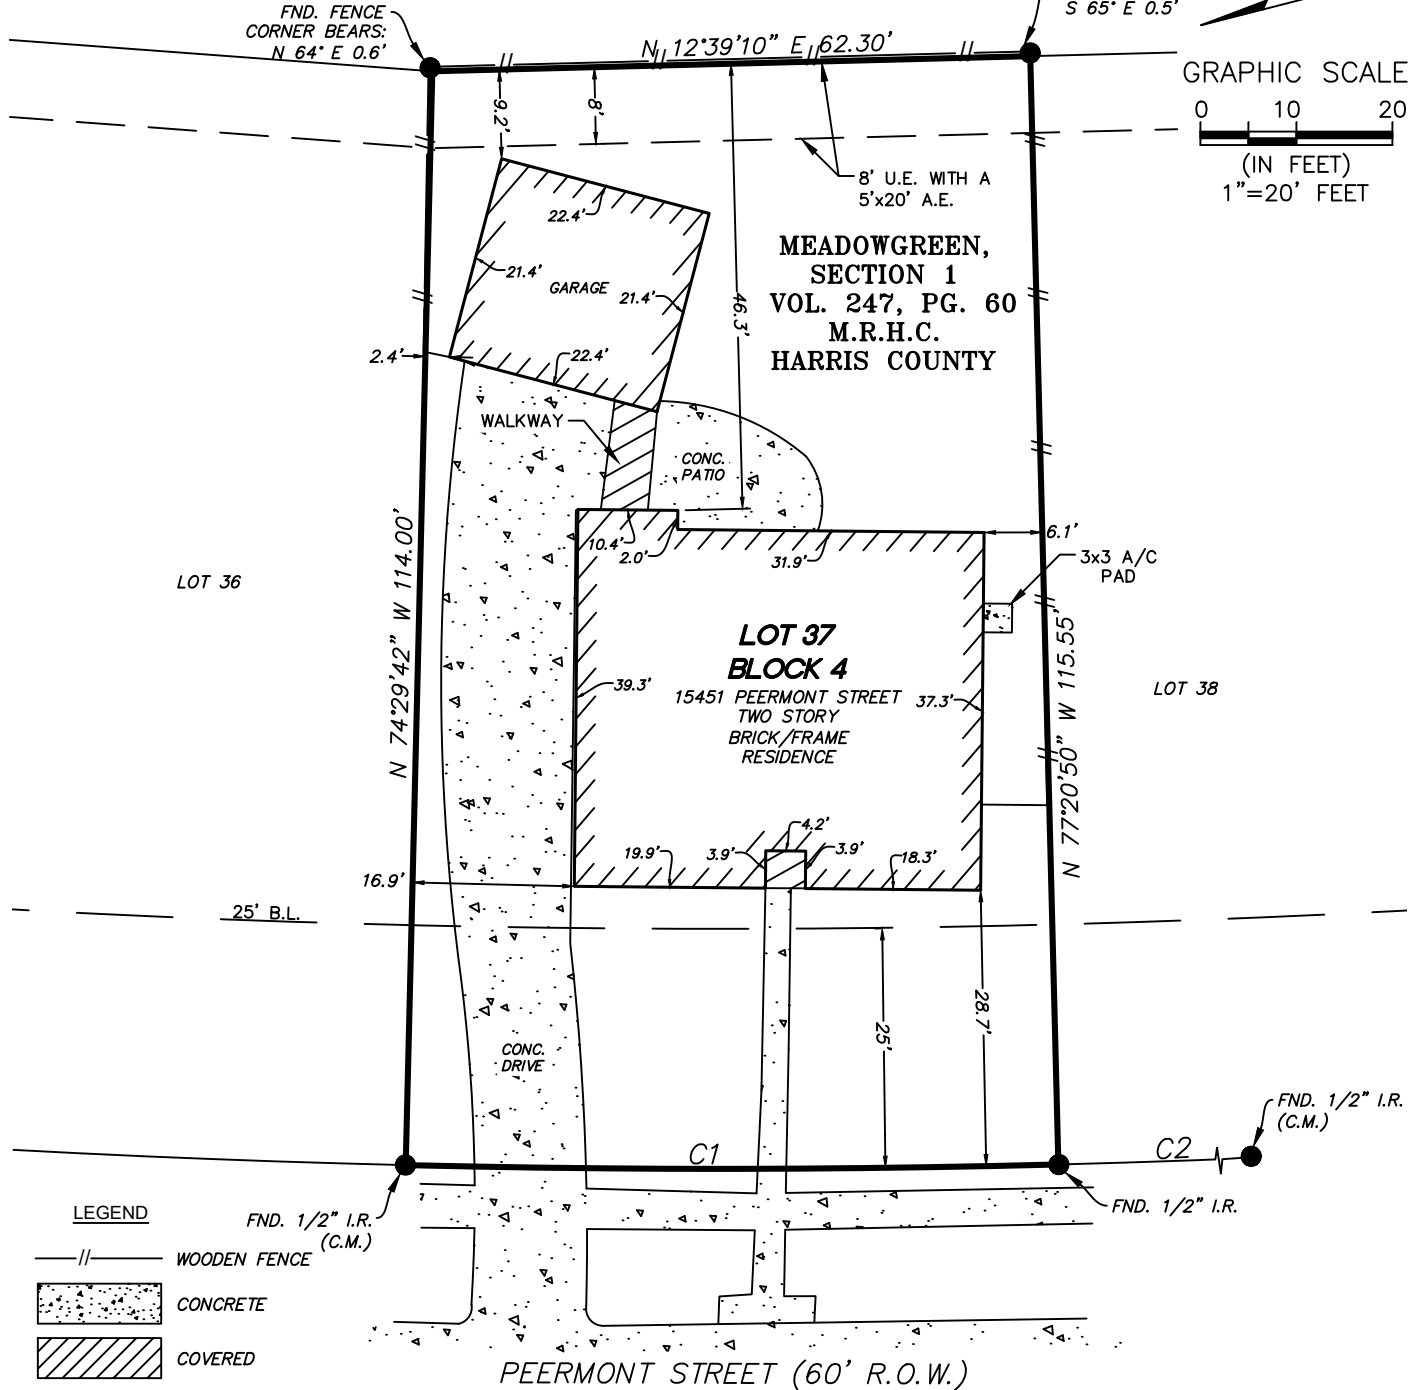 FND. FENCE
CORNER BEARS:
N 64° E 0.6'
N 12°39'10" E 62.30'
S 65° E 0.5'
GRAPHIC SCALE
0 10 20
(IN FEET)
1"=20' FEET
9.2'
8'
8' U.E. WITH A
5'x20' A.E.
22.4'
21.4'
GARAGE
21.4'
46.3'
MEADOWGREEN,
SECTION 1
VOL. 247, PG. 60
M.R.H.C.
HARRIS COUNTY
2.4'
22.4'
WALKWAY
CONC.
PATIO
10.4'
2.0'
31.9'
6.1'
3x3 A/C
PAD
LOT 36
N 74°29'42" W 114.00'
LOT 37
BLOCK 4
15451 PEERMONT STREET
TWO STORY
BRICK/FRAME
RESIDENCE
39.3'
37.3'
N 77°20'50" W 115.55'
LOT 38
4.2'
19.9'
3.9'
3.9'
18.3'
16.9'
25' B.L.
28.7'
25'
CONC.
DRIVE
C1
C2
FND. 1/2" I.R.
(C.M.)
FND. 1/2" I.R.
FND. 1/2" I.R.
(C.M.)
LEGEND
WOODEN FENCE
CONCRETE
COVERED
PEERMONT STREET (60' R.O.W.)